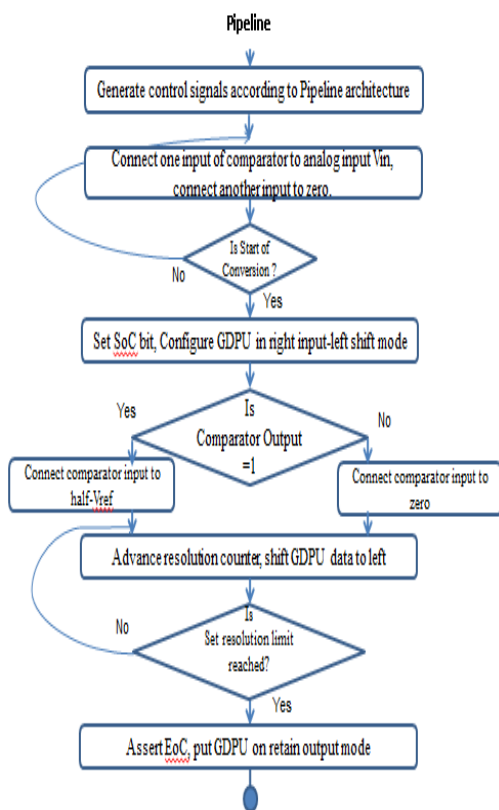 Pipeline
Generate control signals according to Pipeline architecture
Connect one input of comparator to analog input Vin,
connect another input to zero.
Is Start of
Conversion ?
No
Yes
Set SoC bit, Configure GDPU in right input-left shift mode
Yes
Is
Comparator Output
=1
No
Connect comparator input to
half-Vref
Connect comparator input to
zero
Advance resolution counter, shift GDPU data to left
Is
Set resolution limit
reached?
No
Yes
Assert EoC, put GDPU on retain output mode